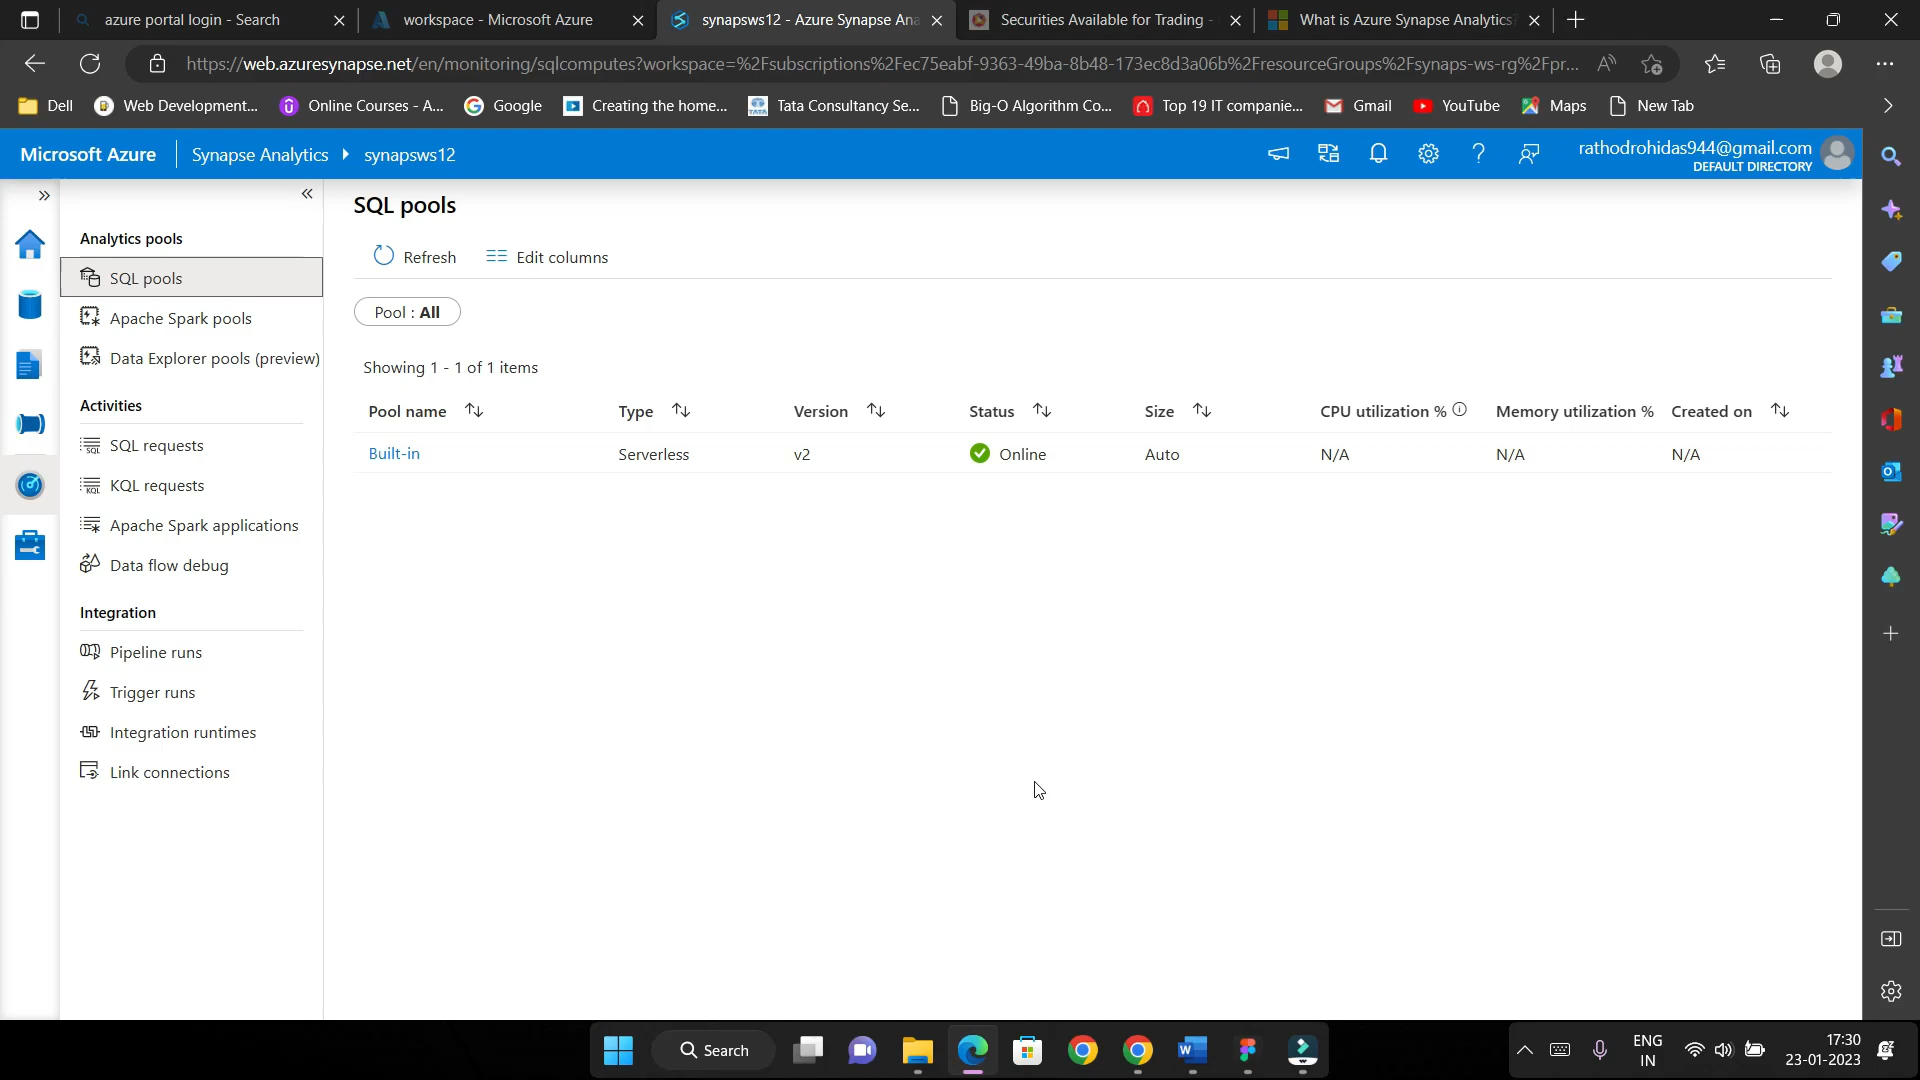 azure portal login - Search
workspace - Microsoft Azure
synapsws12 - Azure Synapse Ana
Securities Available for Trading -
What is Azure Synapse Analytics?
https://web.azuresynapse.net/en/monitoring/sqlcomputes?workspace=%2Fsubscriptions%2Fec75eabf-9363-49ba-8b48-173ec8d3a06b%2FresourceGroups%2Fsynaps-ws-rg%2Fpr...
Dell
Web Development...
Online Courses - A...
Google
Creating the home...
Tata Consultancy Se...
Big-O Algorithm Co...
Top 19 IT companie...
Gmail
YouTube
Maps
New Tab
Microsoft Azure
Synapse Analytics
synapsws12
rathodrohidas944@gmail.com
DEFAULT DIRECTORY
Analytics pools
SQL pools
Apache Spark pools
Data Explorer pools (preview)
Activities
SQL requests
KQL requests
Apache Spark applications
Data flow debug
Integration
Pipeline runs
Trigger runs
Integration runtimes
Link connections
SQL pools
Refresh
Edit columns
Pool : All
Showing 1 - 1 of 1 items
Pool name Type Version Status Size CPU utilization % Memory utilization % Created on
Built-in Serverless v2 Online Auto N/A N/A N/A
Search
ENG
IN
17:30
23-01-2023